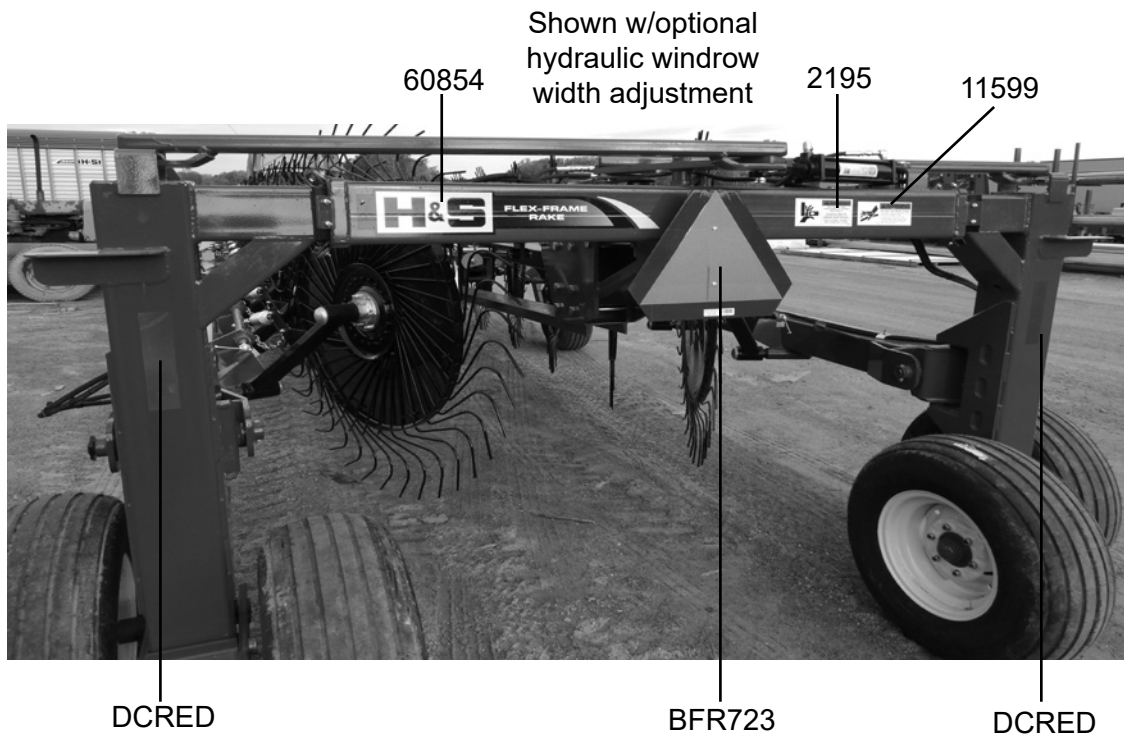 Shown w/optional
hydraulic windrow
width adjustment
60854
2195
11599
H&S
FLEX-FRAME
RAKE
DCRED
BFR723
DCRED